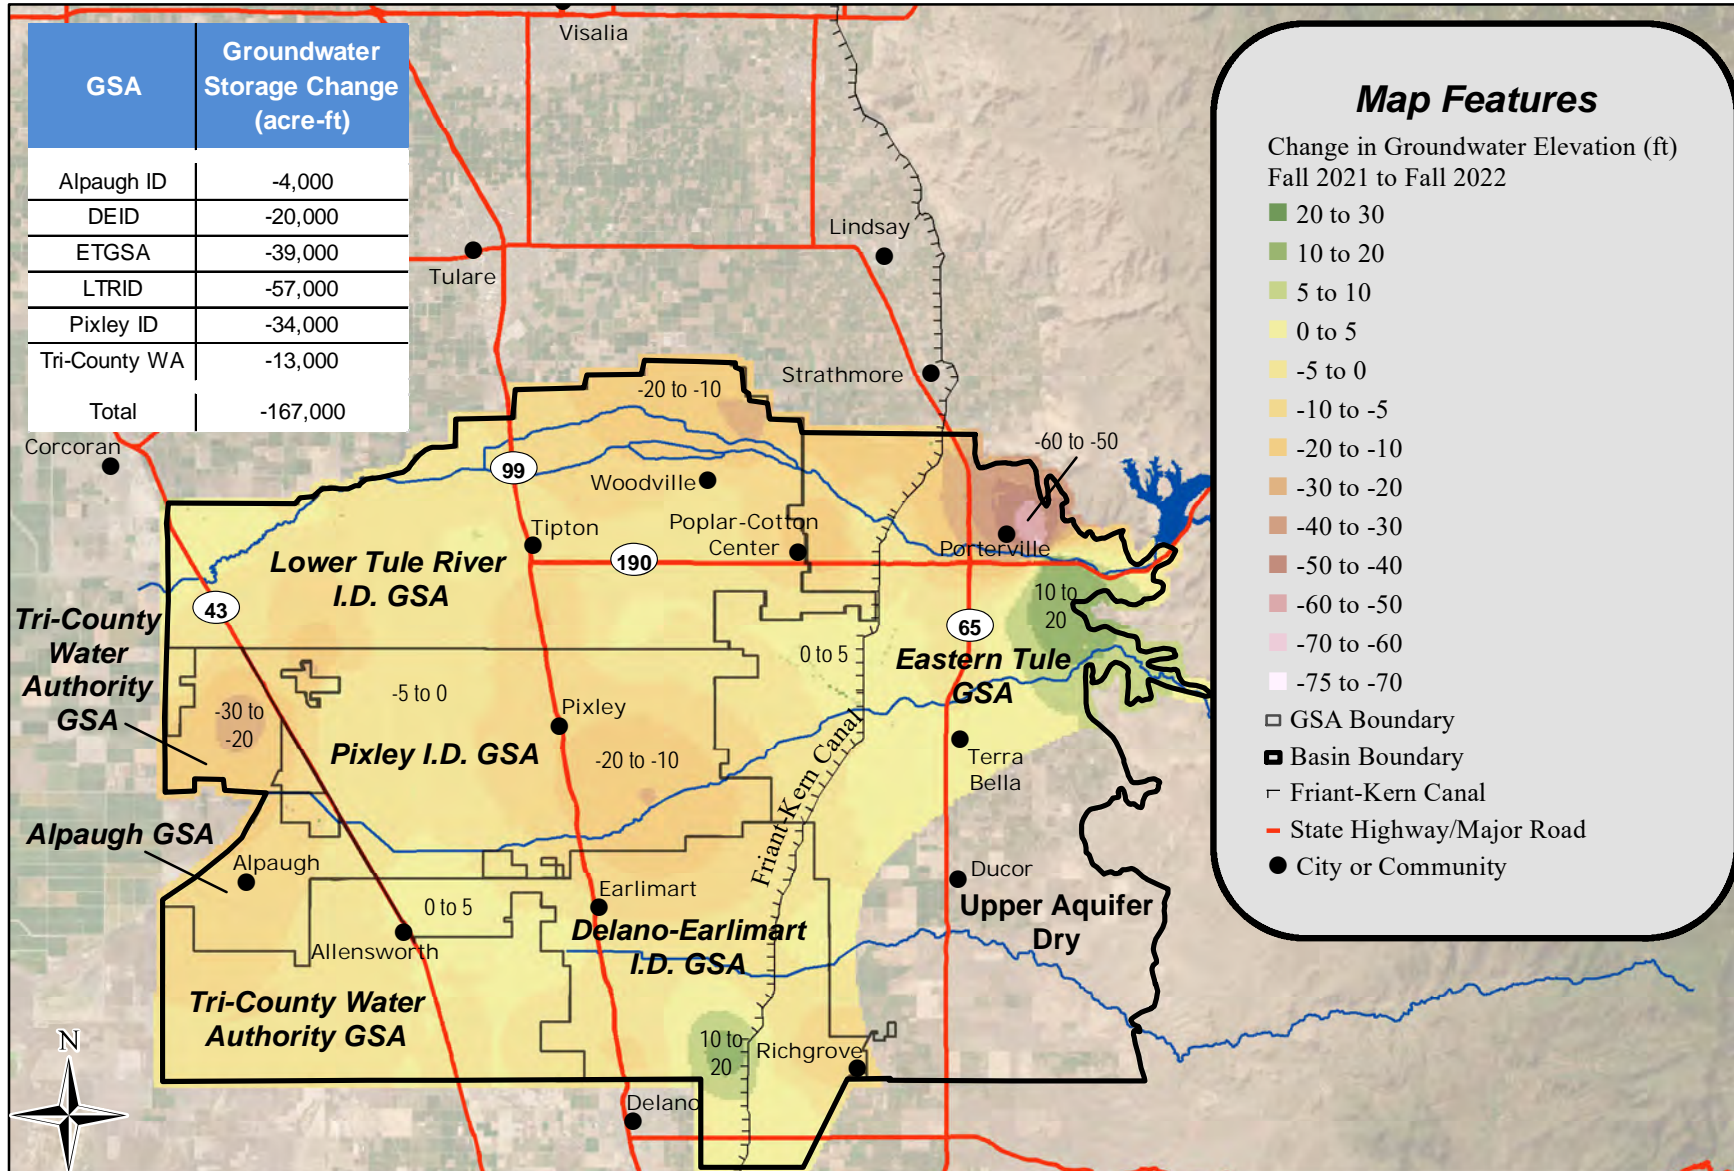 GSA
Groundwater
Storage Change
(acre-ft)
Alpaugh ID -4,000
DEID -20,000
ETGSA -39,000
LTRID -57,000
Pixley ID -34,000
Tri-County WA -13,000
Total -167,000
Map Features
Change in Groundwater Elevation (ft)
Fall 2021 to Fall 2022
20 to 30
10 to 20
5 to 10
0 to 5
-5 to 0
-10 to -5
-20 to -10
-30 to -20
-40 to -30
-50 to -40
-60 to -50
-70 to -60
-75 to -70
GSA Boundary
Basin Boundary
Friant-Kern Canal
State Highway/Major Road
City or Community
Visalia
Lindsay
Tulare
Strathmore
-20 to -10
Corcoran
-60 to -50
99
Woodville
Poplar-Cotton
Center
Tipton
Porterville
190
Lower Tule River
I.D. GSA
43
10 to
20
65
Tri-County
Water
Authority
GSA
0 to 5
Eastern Tule
GSA
-5 to 0
-30 to
-20
Pixley
Pixley I.D. GSA
-20 to -10
Friant-Kern Canal
Terra
Bella
Alpaugh GSA
Alpaugh
Ducor
Earlimart
0 to 5
Upper Aquifer
Dry
Delano-Earlimart
I.D. GSA
Allensworth
Tri-County Water
Authority GSA
10 to
20
Richgrove
N
Delano